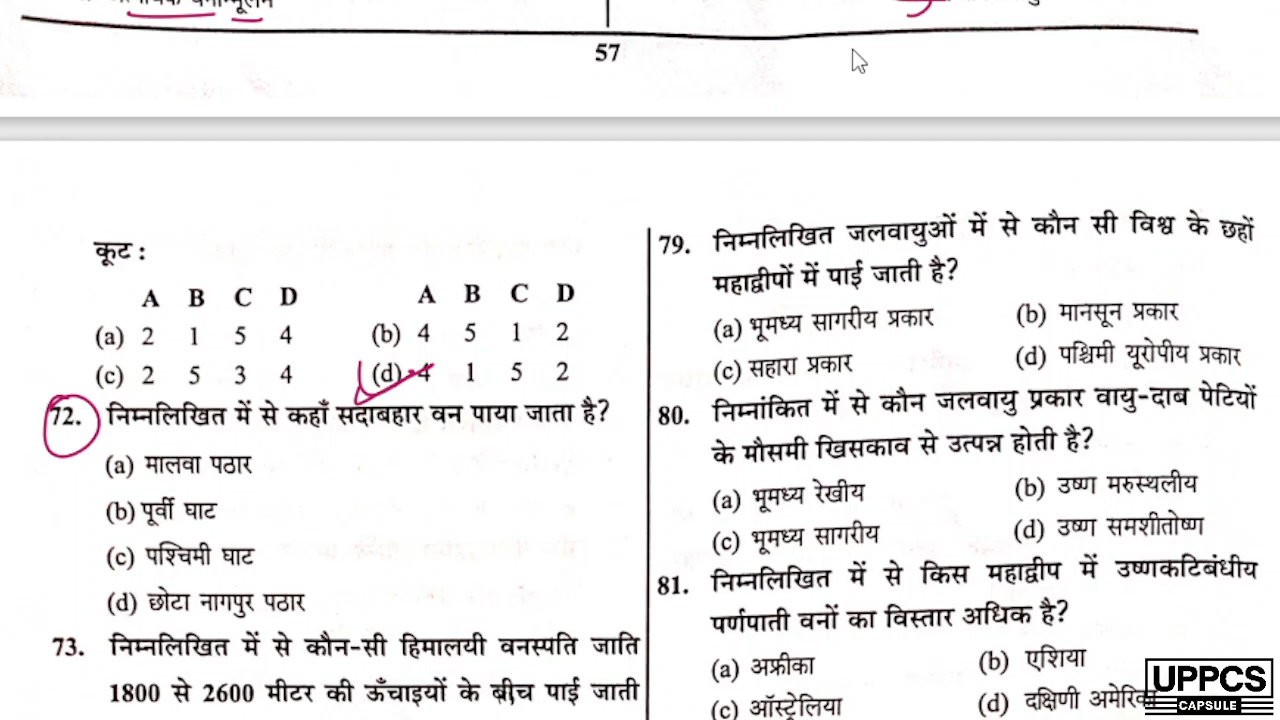 57
कूट :
A B C D A B C D
(a) 2 1 5 4 (b) 4 5 1 2
(c) 2 5 3 4 (d) 4 1 5 2
72. निम्नलिखित में से कहाँ सदाबहार वन पाया जाता है?
(a) मालवा पठार
(b) पूर्वी घाट
(c) पश्चिमी घाट
(d) छोटा नागपुर पठार
73. निम्नलिखित में से कौन-सी हिमालयी वनस्पति जाति
1800 से 2600 मीटर की ऊँचाइयों के बीच पाई जाती
79. निम्नलिखित जलवायुओं में से कौन सी विश्व के छहों
महाद्वीपों में पाई जाती है?
(a) भूमध्य सागरीय प्रकार (b) मानसून प्रकार
(c) सहारा प्रकार (d) पश्चिमी यूरोपीय प्रकार
80. निम्नांकित में से कौन जलवायु प्रकार वायु-दाब पेटियों
के मौसमी खिसकाव से उत्पन्न होती है?
(a) भूमध्य रेखीय (b) उष्ण मरुस्थलीय
(c) भूमध्य सागरीय (d) उष्ण समशीतोष्ण
81. निम्नलिखित में से किस महाद्वीप में उष्णकटिबंधीय
पर्णपाती वनों का विस्तार अधिक है?
(a) अफ्रीका (b) एशिया
(c) ऑस्ट्रेलिया (d) दक्षिणी अमेरिका
UPPCS
CAPSULE